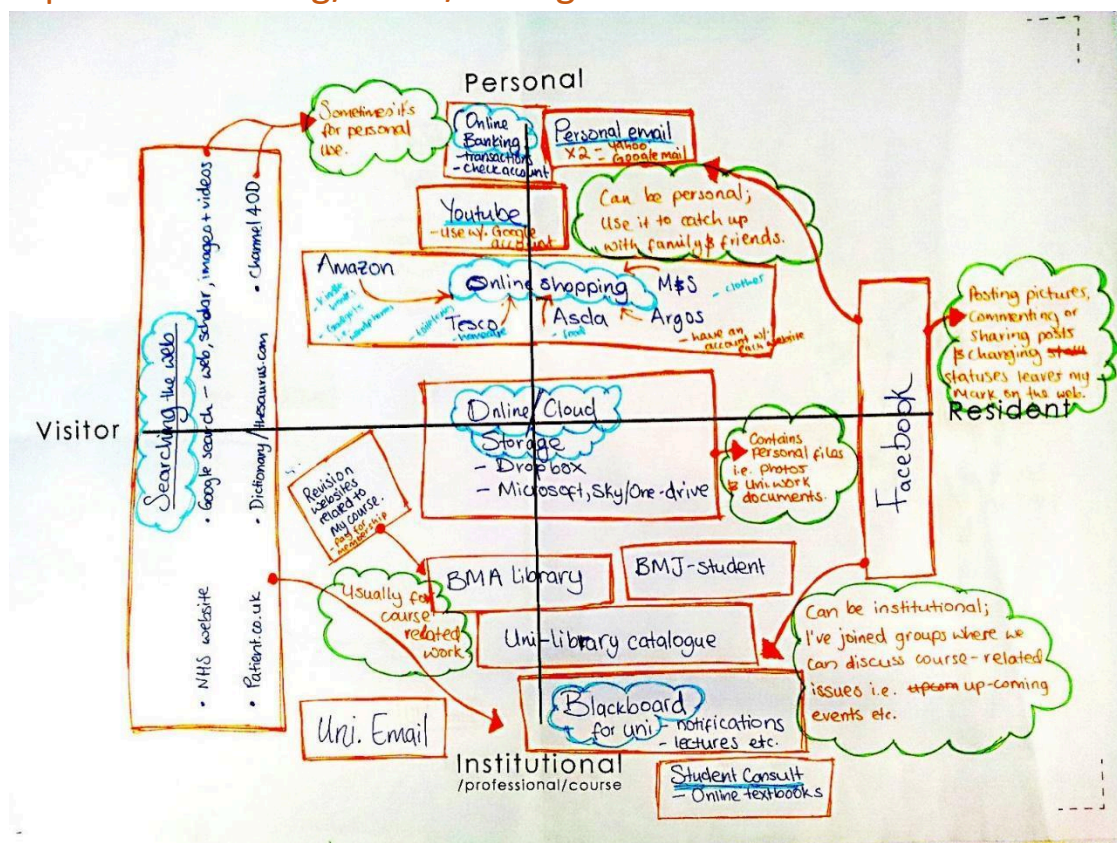 Personal
Sometimes it's
for personal
use.
Online
Banking
- transactions
- check account
Personal email
x2 - Yahoo
Google mail
Youtube
- Use w/. Google
account
Can be personal;
Use it to catch up
with family & friends.
Amazon
Online shopping
M&S
- clothes
Tesco
Asda
- food
Argos
- have an
account w/
each website
Posting pictures,
Commenting or
Sharing posts
& changing
statuses leaves my
mark on the web.
Searching the web
• Google search – web, scholar, images + videos
• Channel 4OD
• Dictionary/thesaurus.com
• NHS website
• Patient.co.uk
Visitor
Resident
Facebook
Online/Cloud
Storage
- Dropbox
- Microsoft, Sky/One-drive
Contains
personal files
i.e. photos
& uni work
documents.
Revision
websites
related to
my course.
- pay for
membership
BMA library
BMJ-student
Usually for
course
related
work
Uni-library catalogue
Can be institutional;
I've joined groups where we
can discuss course-related
issues i.e. upcom up-coming
events etc.
Blackboard
for uni - notifications
- lectures etc.
Uni. Email
Institutional
/professional/course
Student Consult
- Online textbooks